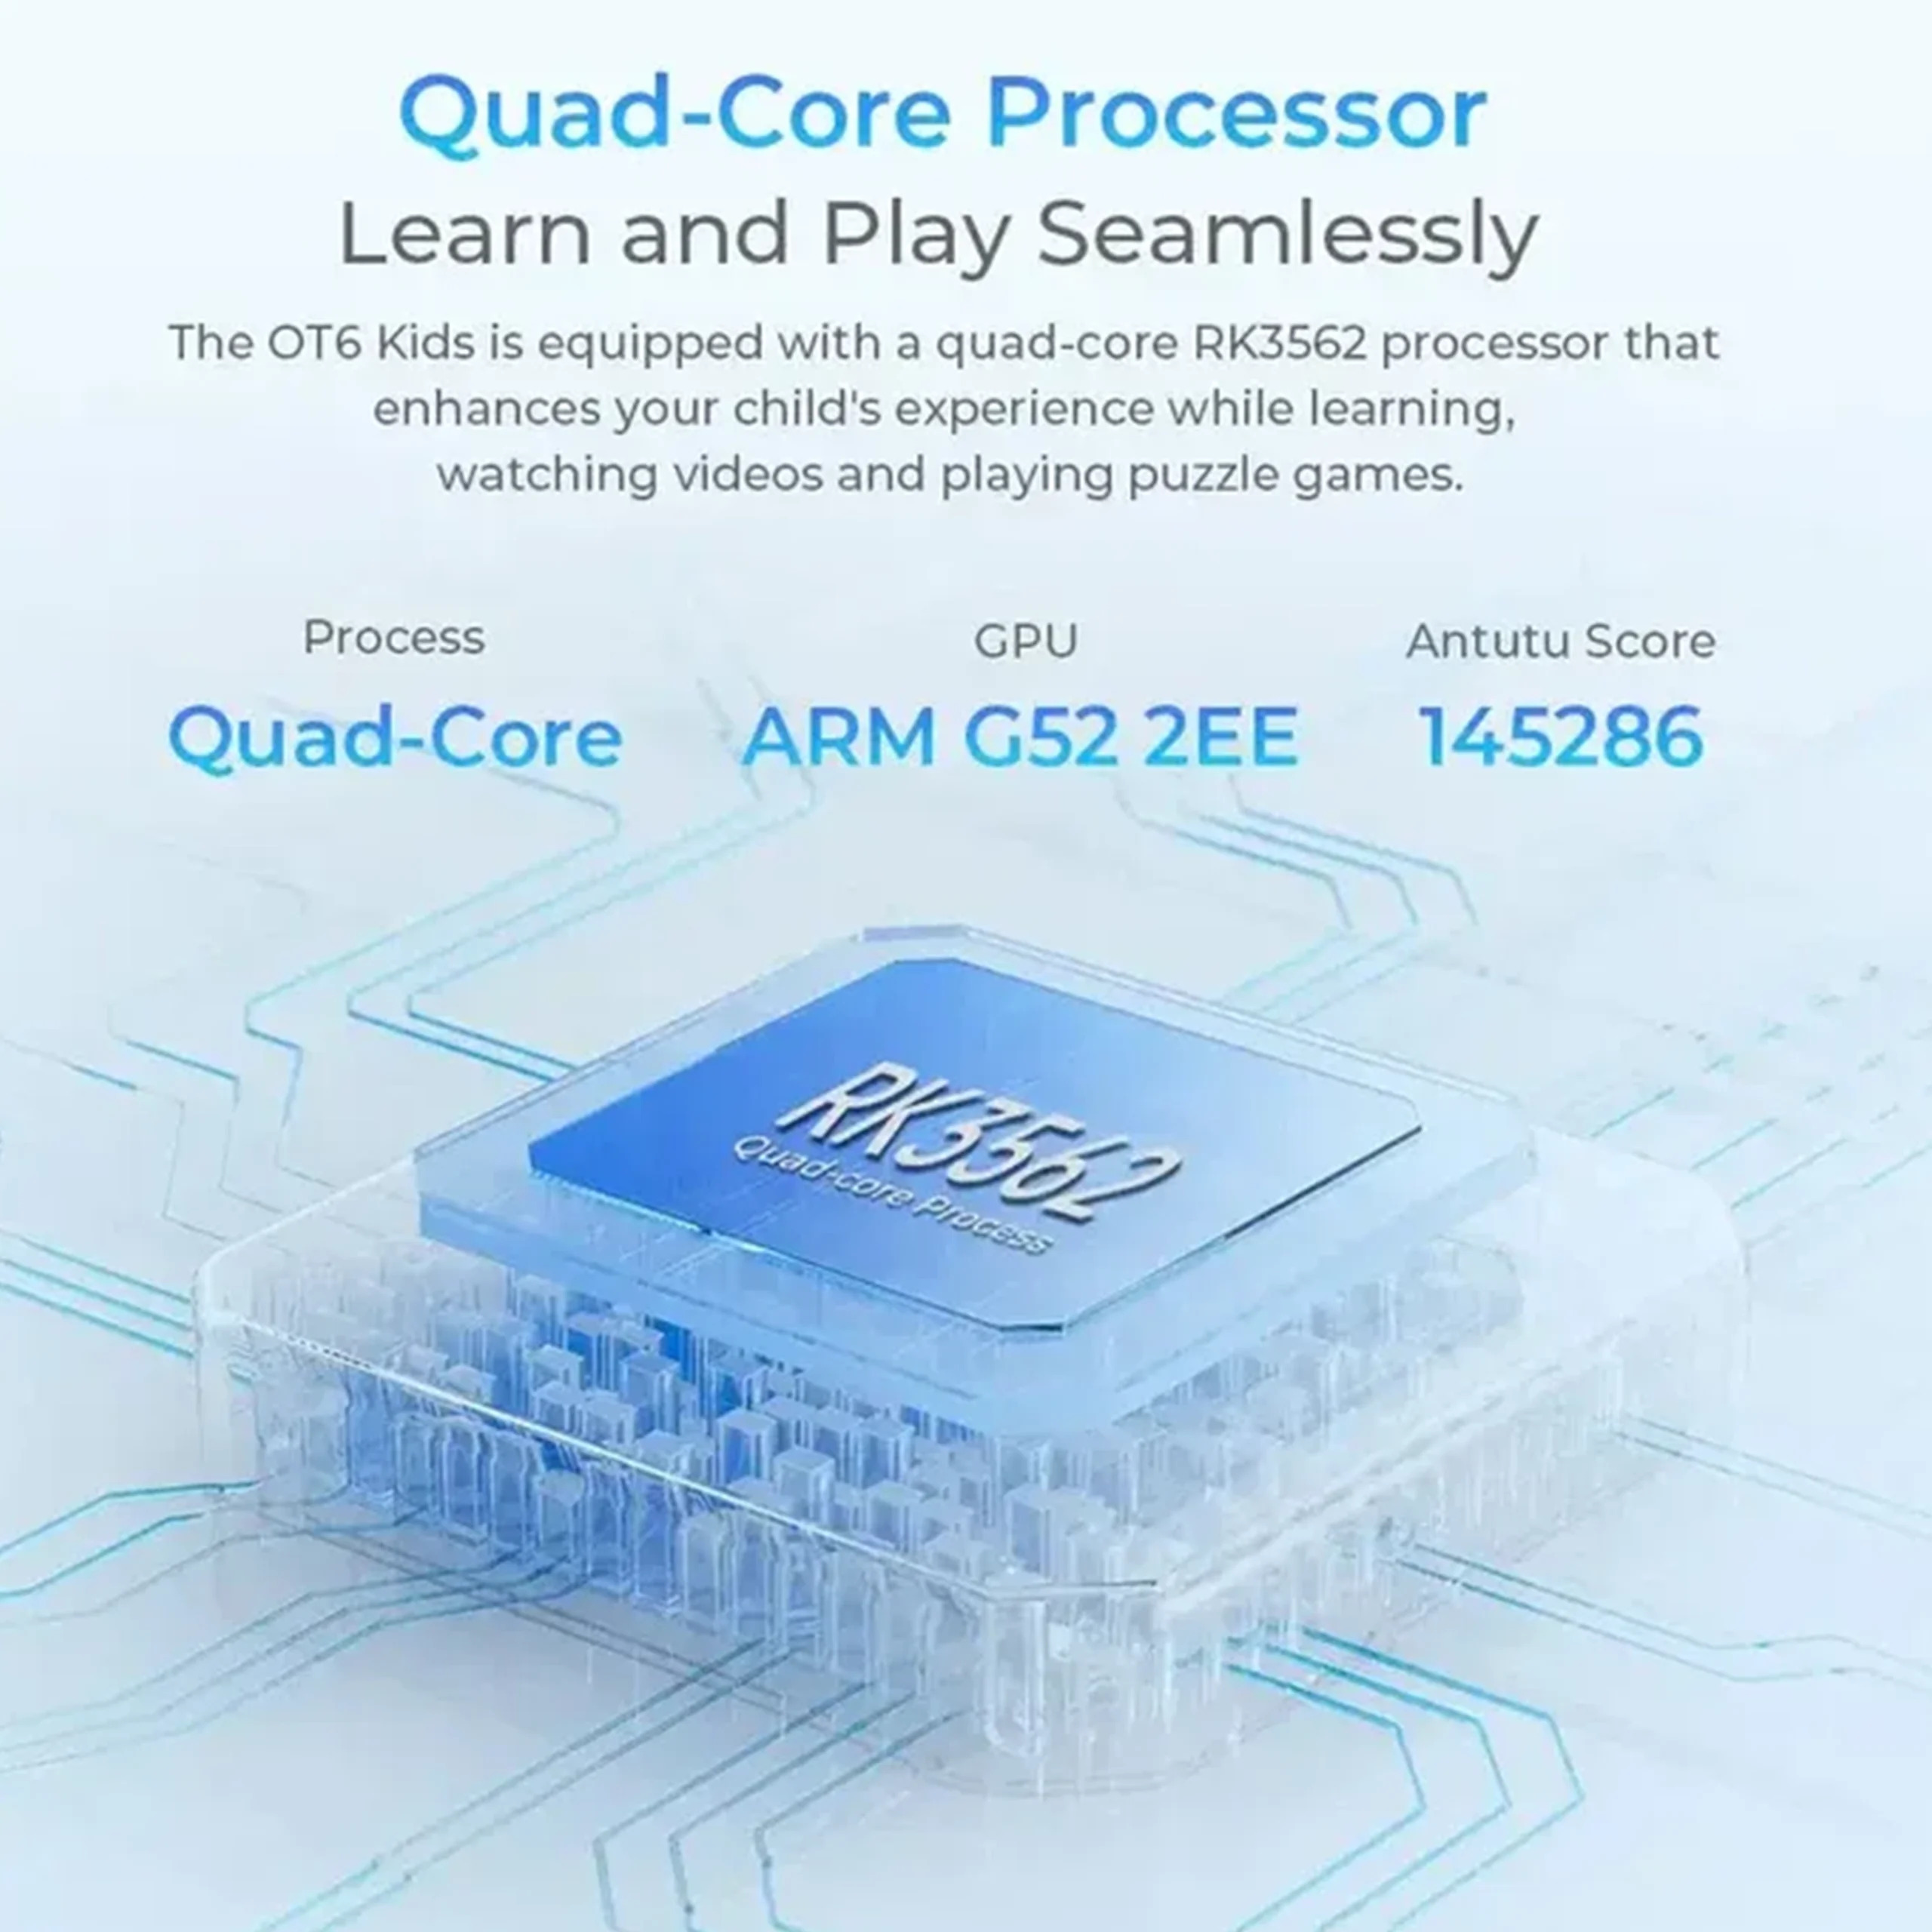 Quad-Core Processor
Learn and Play Seamlessly
The OT6 Kids is equipped with a quad-core RK3562 processor that
enhances your child's experience while learning,
watching videos and playing puzzle games.
Process
Quad-Core
GPU
ARM G52 2EE
Antutu Score
145286
RK3562
Quad-core Process